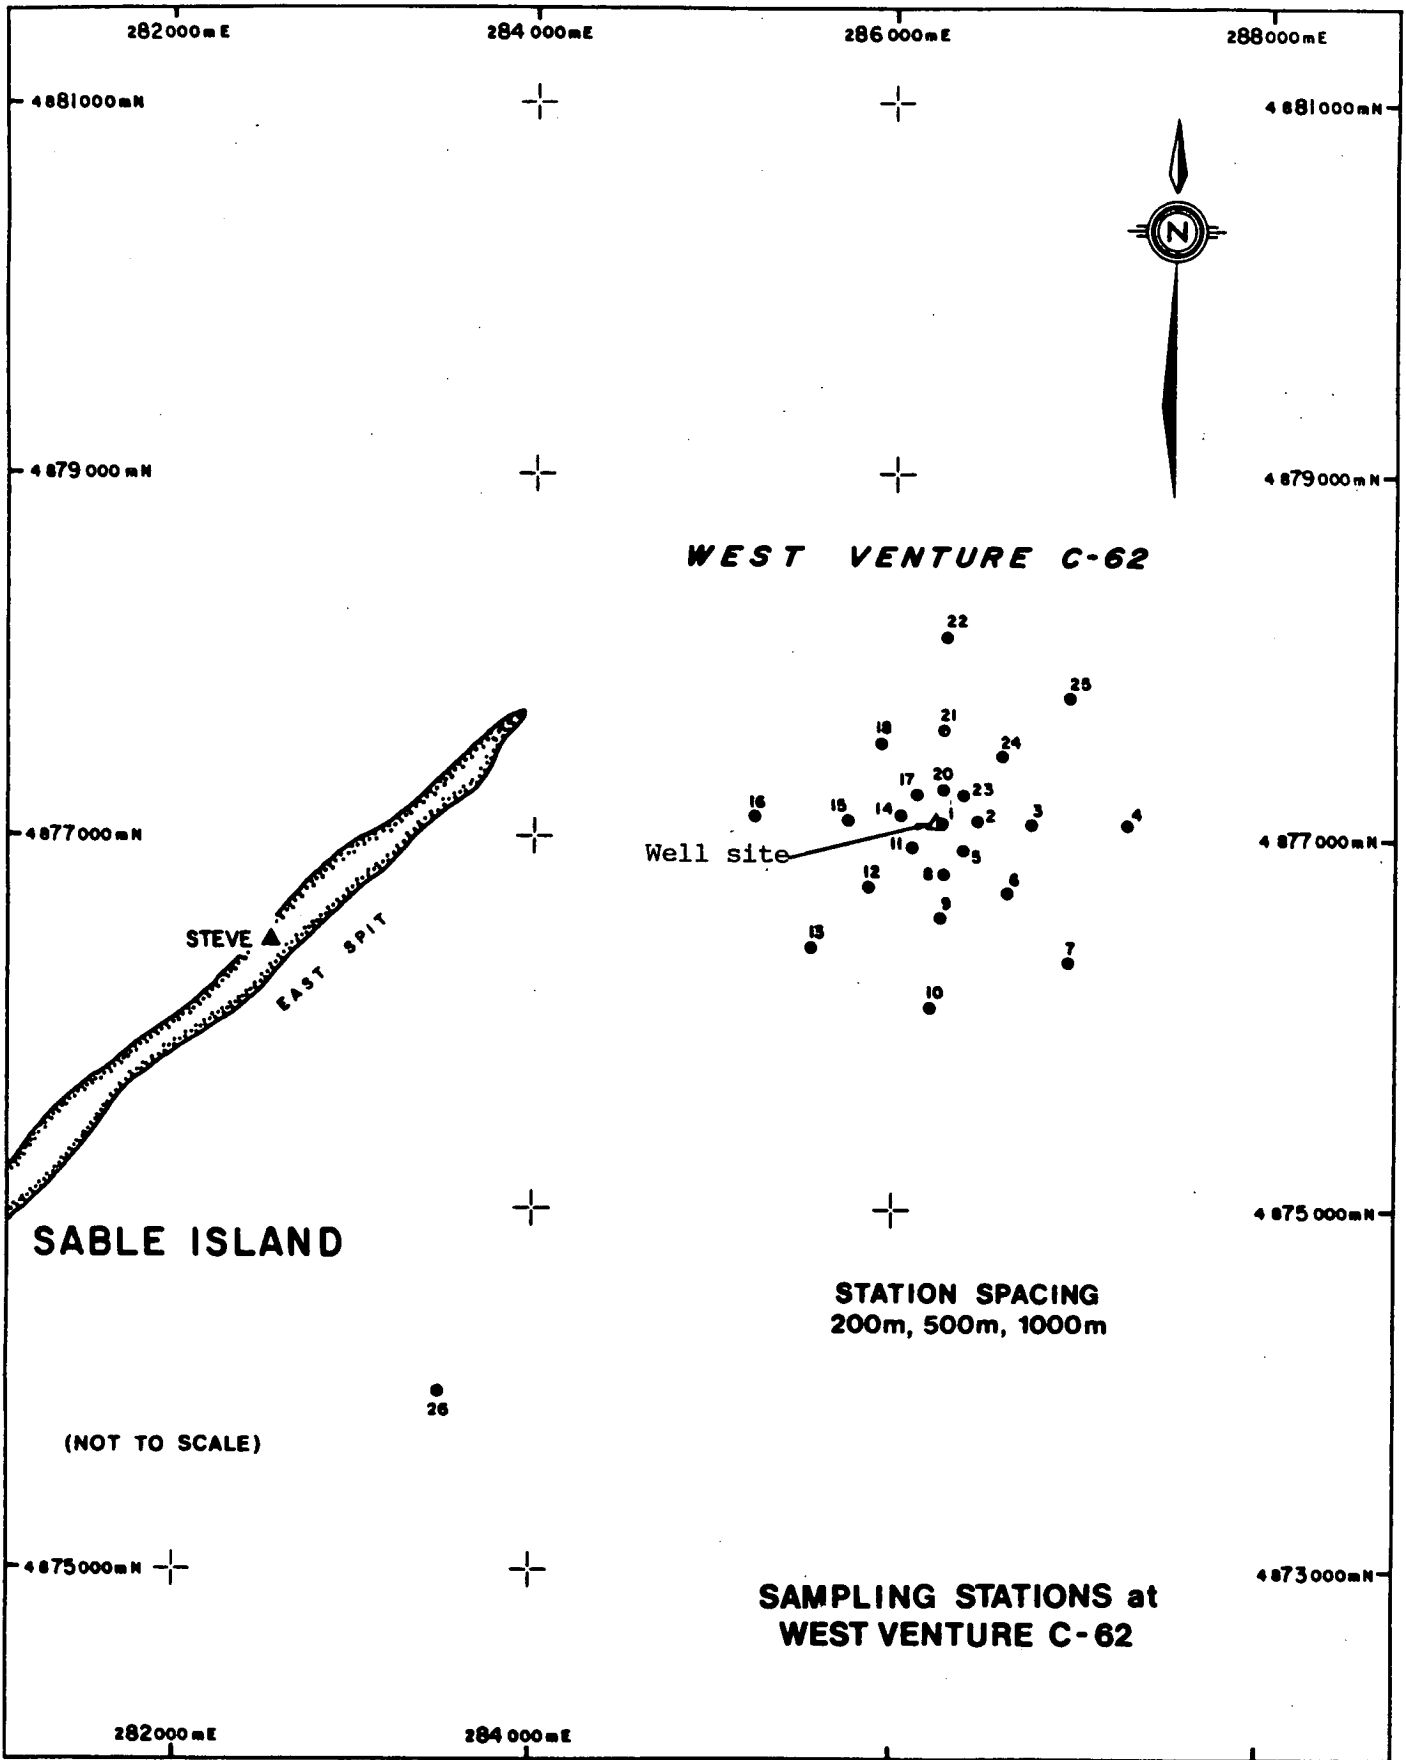 282000mE 284000mE 286000mE 288000mE
4881000mN 4881000mN
N
4879000mN 4879000mN
WEST VENTURE C-62
22
25
21
18
24
20
17 23
16 15 14 1 2 3 4
4877000mN 4877000mN
Well site
11 5
8
12 6
9
STEVE
EAST SPIT
13 7
10
SABLE ISLAND
4875000mN
STATION SPACING
200m, 500m, 1000m
26
(NOT TO SCALE)
4875000mN 4873000mN
SAMPLING STATIONS at
WEST VENTURE C-62
282000mE 284000mE